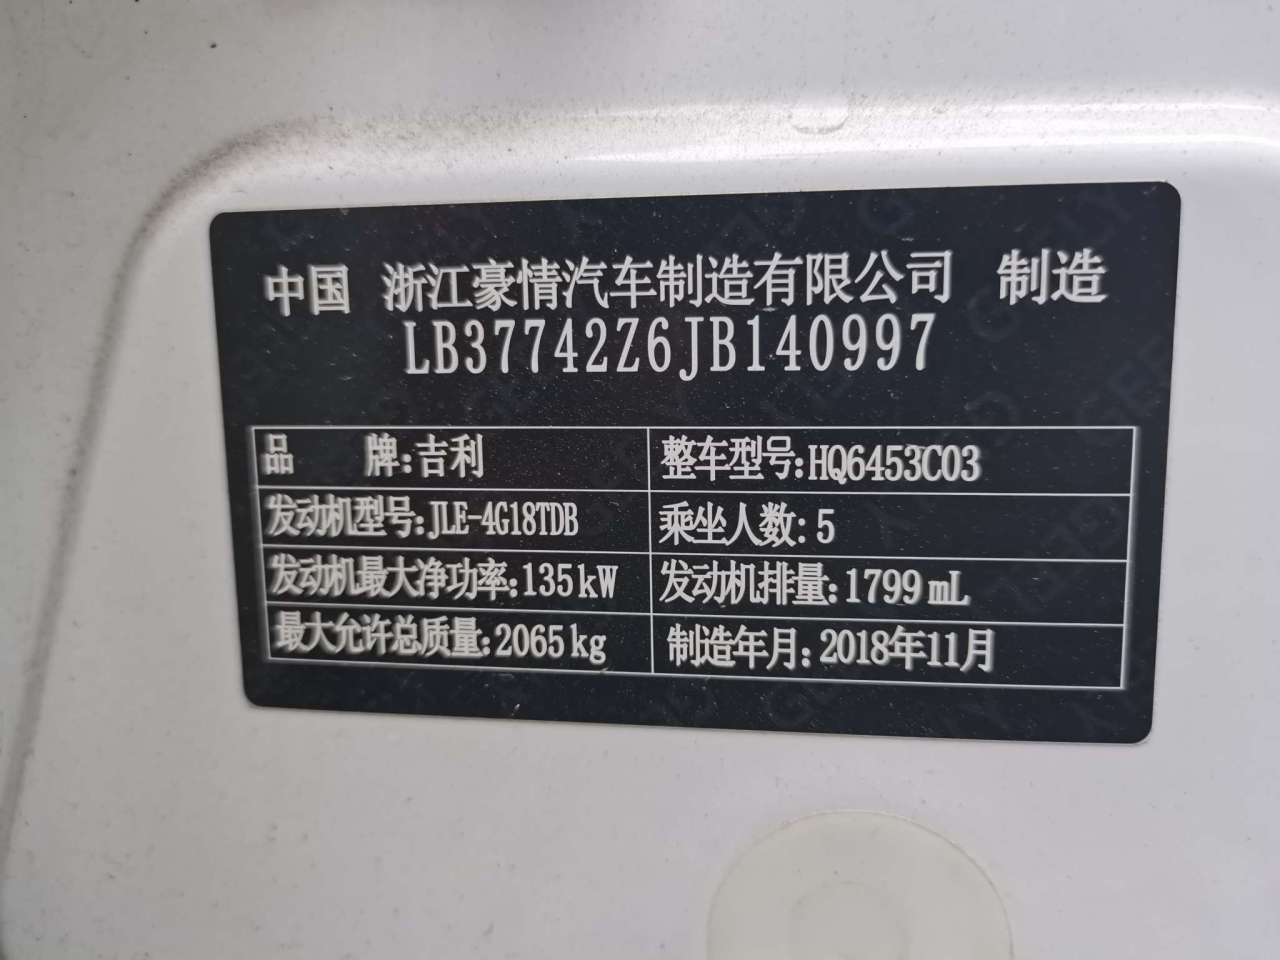 中国 浙江豪情汽车制造有限公司 制造
LB37742Z6JB140997
品 牌:吉利 整车型号:HQ6453C03
发动机型号:JLE-4G18TDB 乘坐人数:5
发动机最大净功率:135kW 发动机排量:1799mL
最大允许总质量:2065kg 制造年月:2018年11月